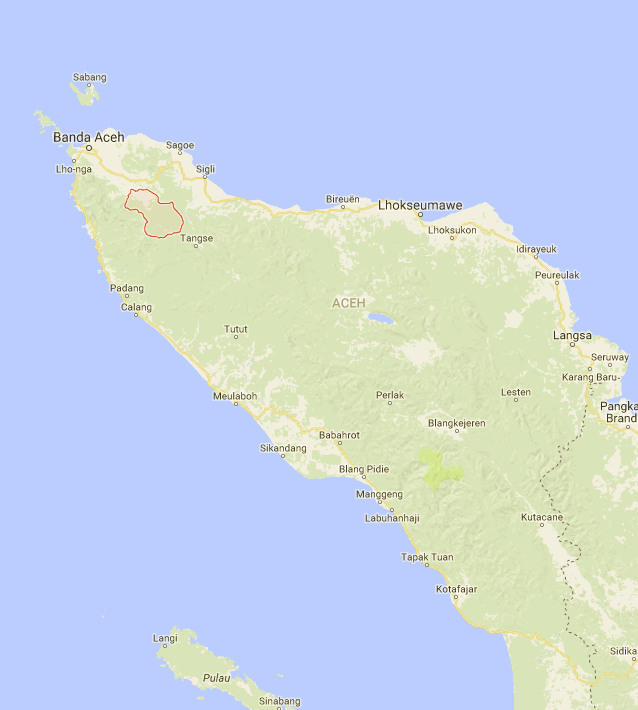 Sabang
Banda Aceh
Sagoe
Lho-nga
Sigli
Bireuën
Lhokseumawe
Lhoksukon
Tangse
Idirayeuk
Peureulak
Padang
ACEH
Calang
Tutut
Langsa
Seruway
Karang Baru-
Meulaboh
Perlak
Lesten
Pangka
Brand
Blangkejeren
Babahrot
Sikandang
Blang Pidie
Manggeng
Labuhanhaji
Kutacane
Tapak Tuan
Kotafajar
Langi
Sidika
Pulau
Sinabang